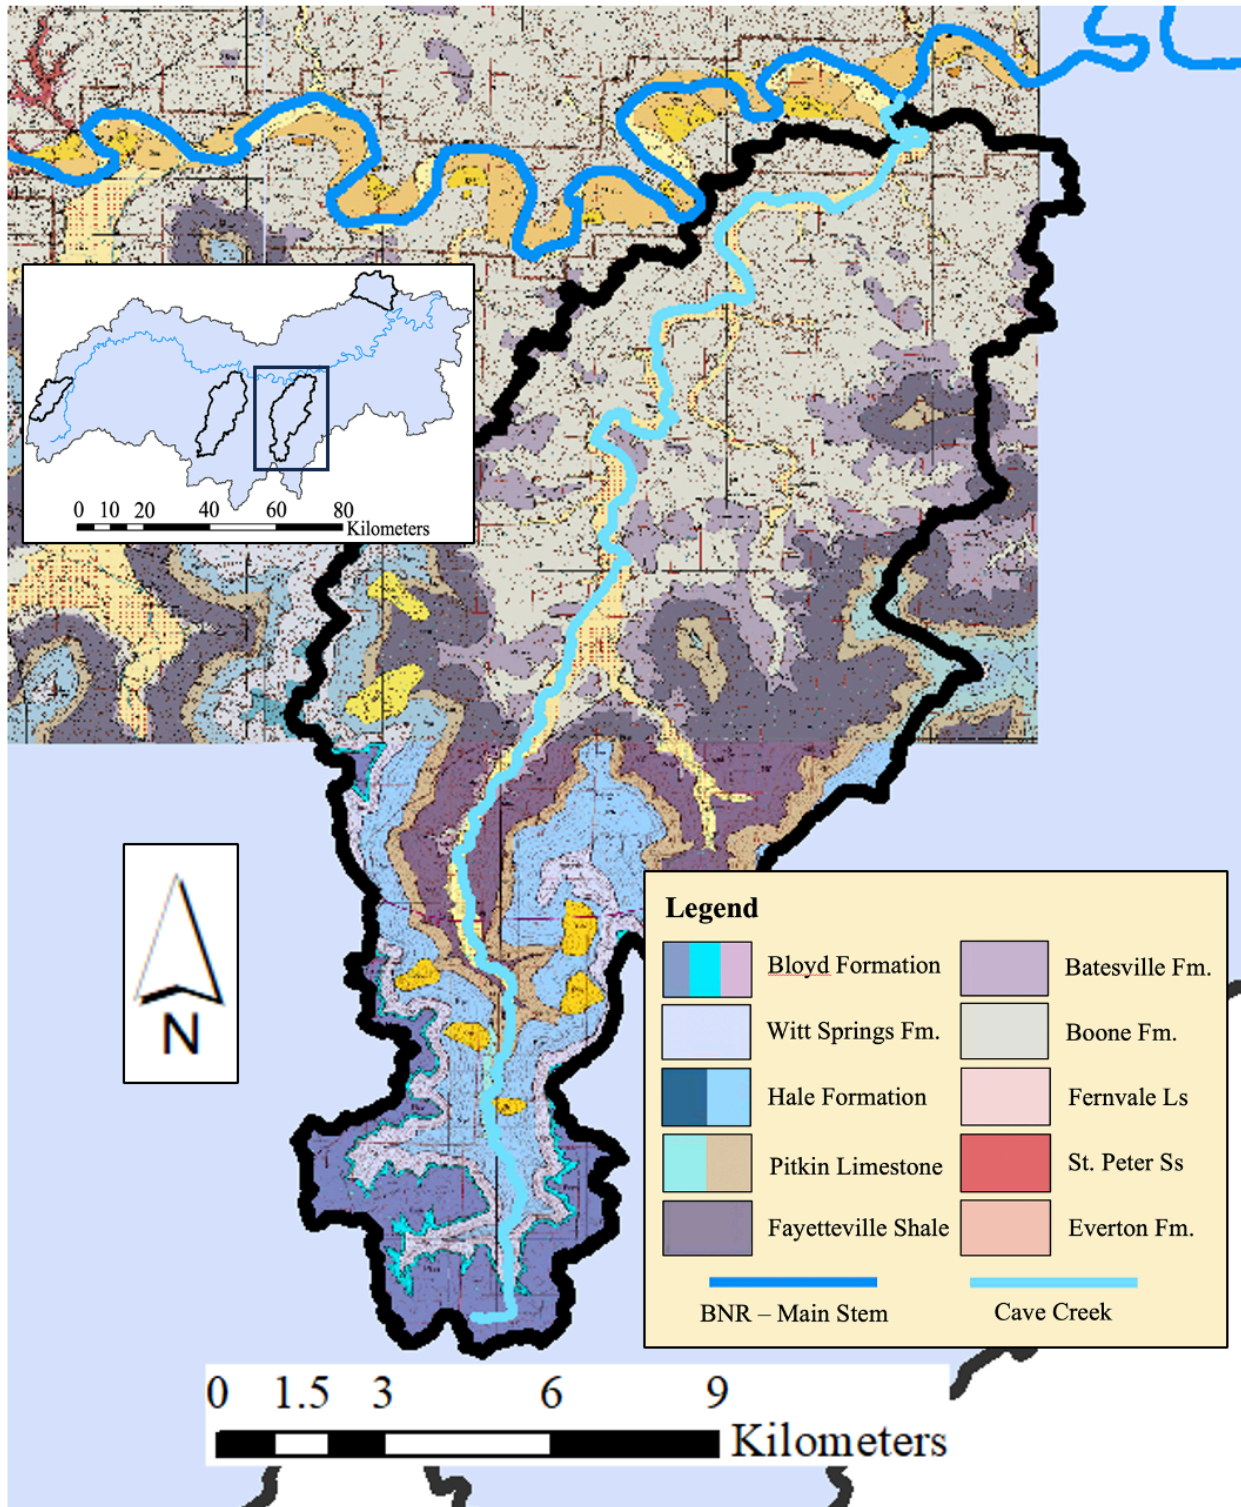 0 10 20 40 60 80
Kilometers
N
Legend
Bloyd Formation
Witt Springs Fm.
Hale Formation
Pitkin Limestone
Fayetteville Shale
Batesville Fm.
Boone Fm.
Fernvale Ls
St. Peter Ss
Everton Fm.
BNR – Main Stem
Cave Creek
0 1.5 3 6 9
Kilometers